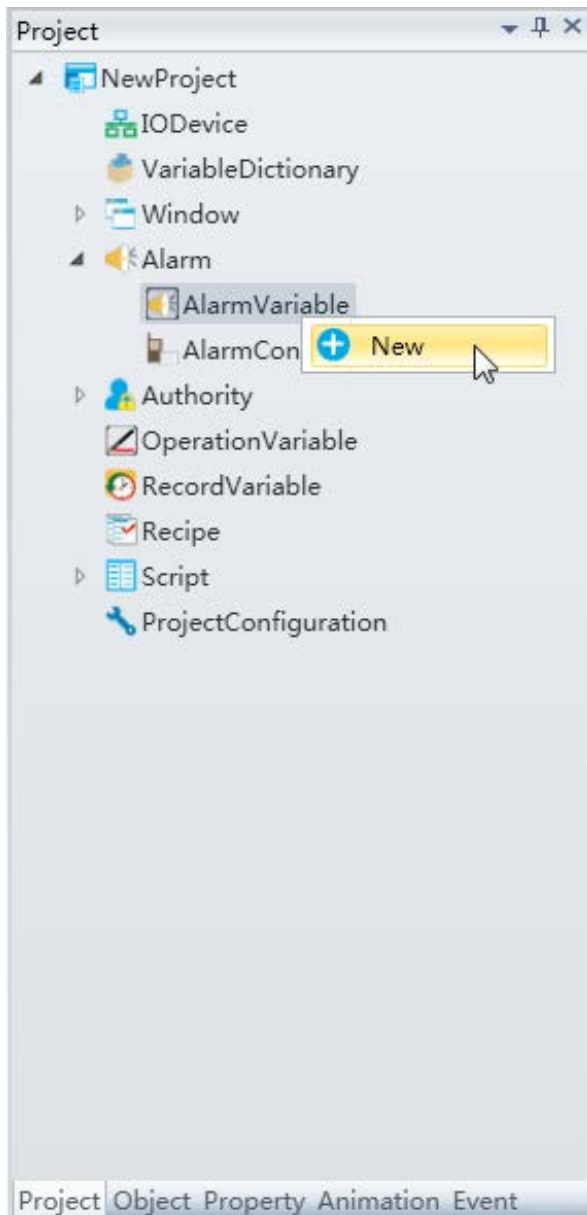 Project
NewProject
IODevice
VariableDictionary
Window
Alarm
AlarmVariable
AlarmCon
New
Authority
OperationVariable
RecordVariable
Recipe
Script
ProjectConfiguration
Project Object Property Animation Event